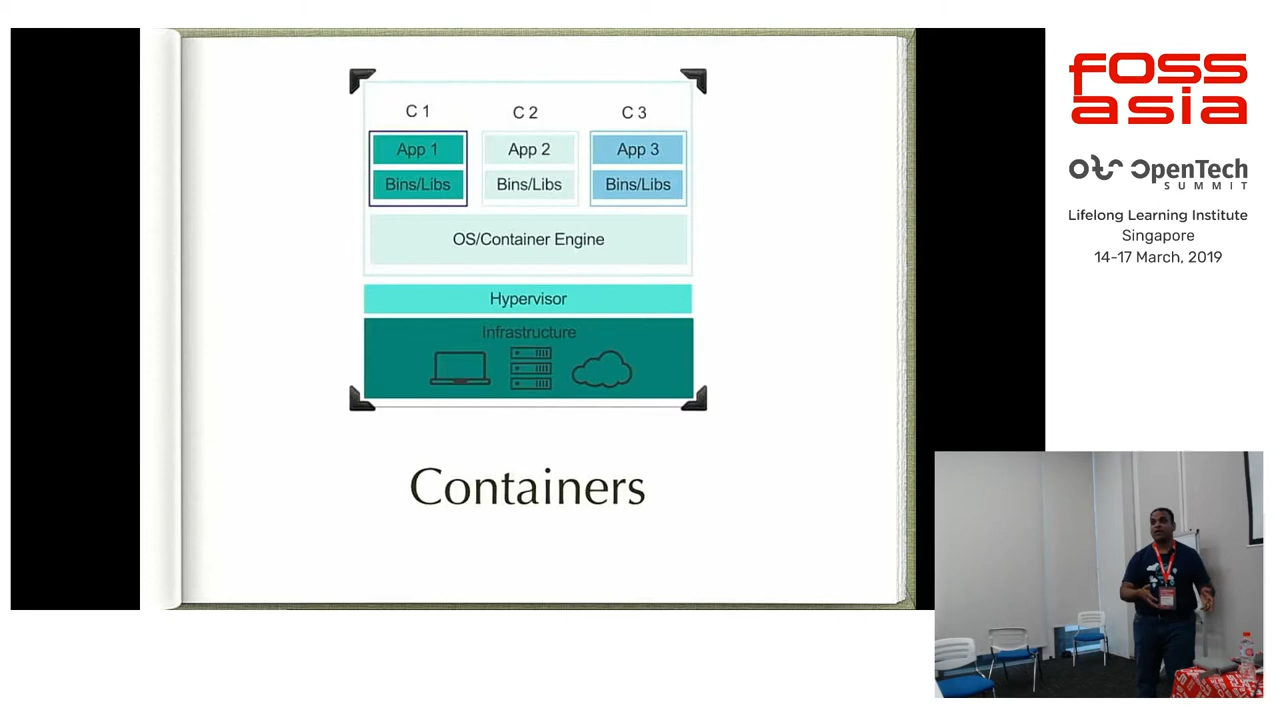 C 1
C 2
C 3
App 1
App 2
App 3
Bins/Libs
Bins/Libs
Bins/Libs
OS/Container Engine
Hypervisor
Infrastructure
Containers
fOSS
asia
OpenTech
SUMMIT
Lifelong Learning Institute
Singapore
14-17 March, 2019